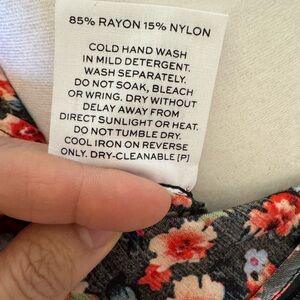 85% RAYON 15% NYLON
COLD HAND WASH
IN MILD DETERGENT.
WASH SEPARATELY.
DO NOT SOAK, BLEACH
OR WRING. DRY WITHOUT
DELAY AWAY FROM
DIRECT SUNLIGHT OR HEAT.
DO NOT TUMBLE DRY.
COOL IRON ON REVERSE
ONLY. DRY-CLEANABLE [P]